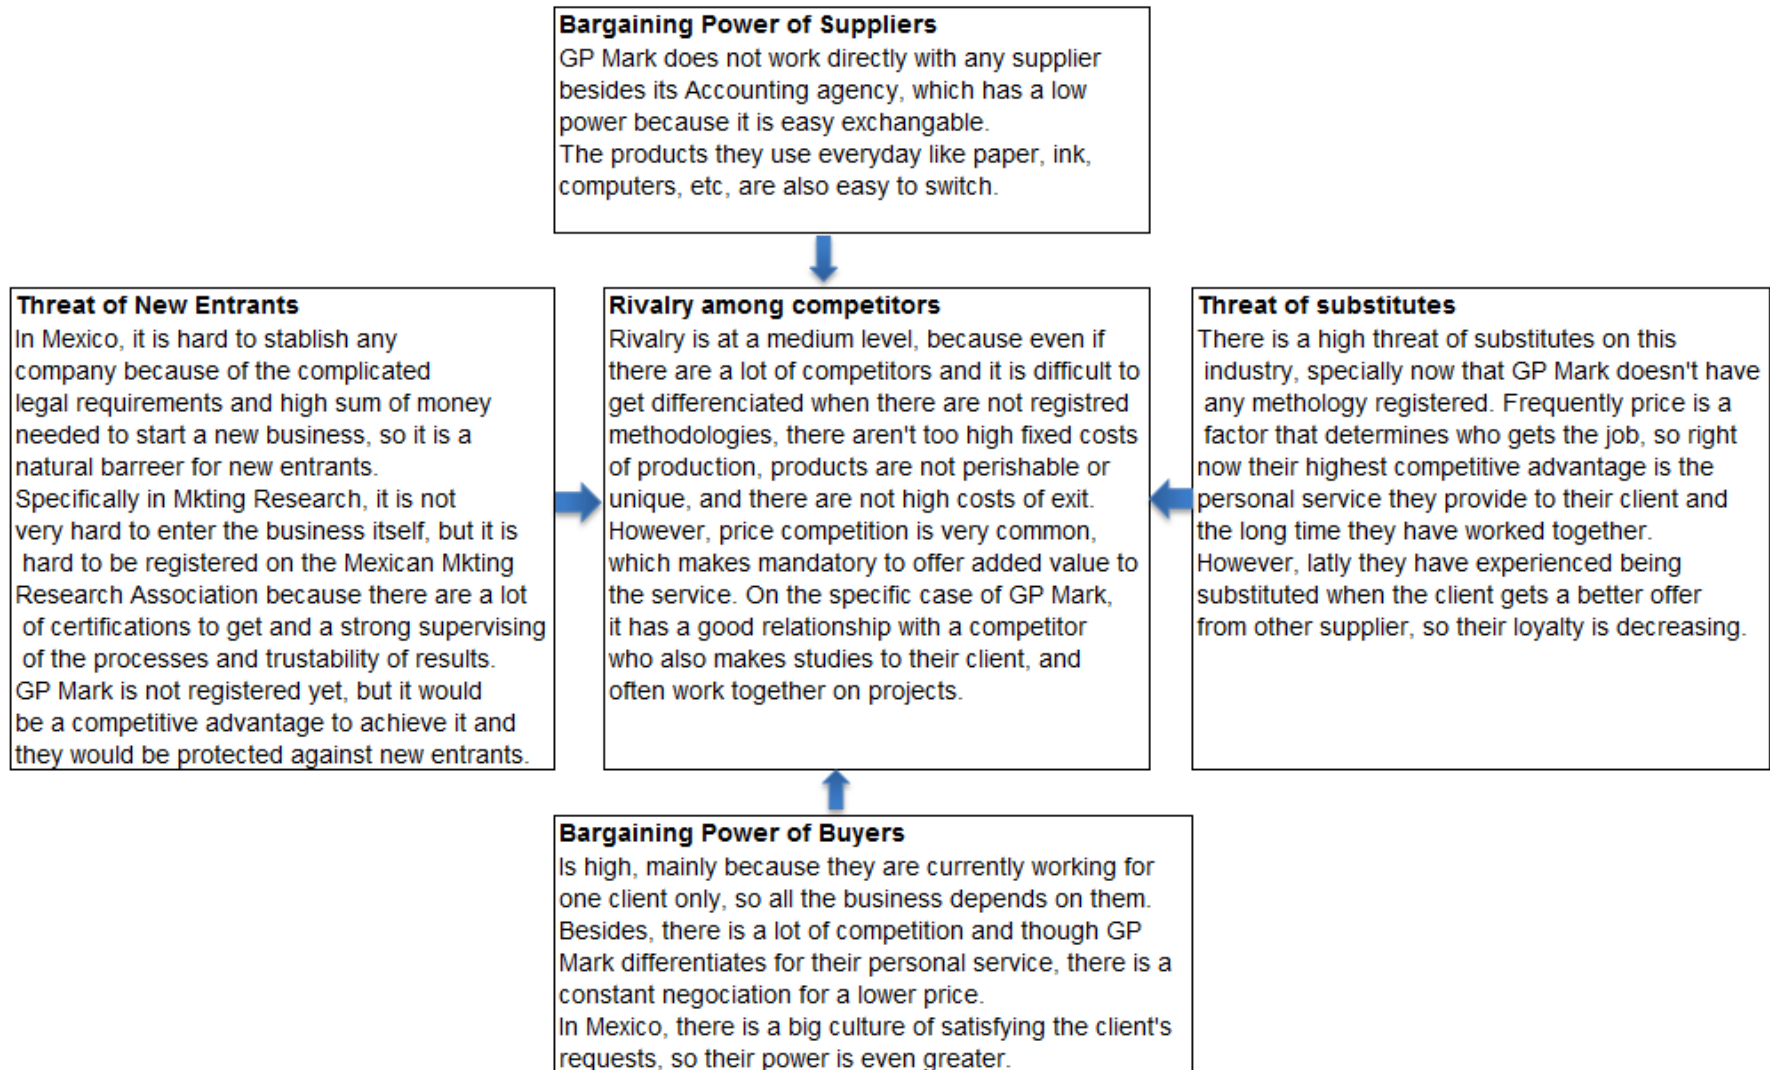 Bargaining Power of Suppliers
GP Mark does not work directly with any supplier
besides its Accounting agency, which has a low
power because it is easy exchangable.
The products they use everyday like paper, ink,
computers, etc, are also easy to switch.
Threat of New Entrants
In Mexico, it is hard to stablish any
company because of the complicated
legal requirements and high sum of money
needed to start a new business, so it is a
natural barreer for new entrants.
Specifically in Mkting Research, it is not
very hard to enter the business itself, but it is
hard to be registered on the Mexican Mkting
Research Association because there are a lot
of certifications to get and a strong supervising
of the processes and trustability of results.
GP Mark is not registered yet, but it would
be a competitive advantage to achieve it and
they would be protected against new entrants.
Rivalry among competitors
Rivalry is at a medium level, because even if
there are a lot of competitors and it is difficult to
get differenciated when there are not registred
methodologies, there aren't too high fixed costs
of production, products are not perishable or
unique, and there are not high costs of exit.
However, price competition is very common,
which makes mandatory to offer added value to
the service. On the specific case of GP Mark,
it has a good relationship with a competitor
who also makes studies to their client, and
often work together on projects.
Threat of substitutes
There is a high threat of substitutes on this
industry, specially now that GP Mark doesn't have
any methology registered. Frequently price is a
factor that determines who gets the job, so right
now their highest competitive advantage is the
personal service they provide to their client and
the long time they have worked together.
However, latly they have experienced being
substituted when the client gets a better offer
from other supplier, so their loyalty is decreasing.
Bargaining Power of Buyers
Is high, mainly because they are currently working for
one client only, so all the business depends on them.
Besides, there is a lot of competition and though GP
Mark differentiates for their personal service, there is a
constant negociation for a lower price.
In Mexico, there is a big culture of satisfying the client's
requests, so their power is even greater.